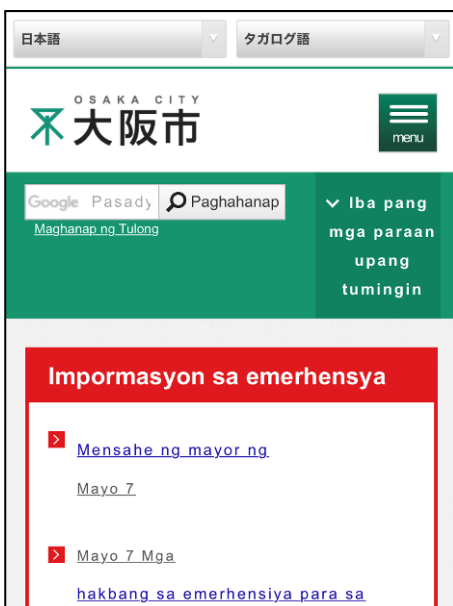 日本語
タガログ語
OSAKA CITY
大阪市
menu
Google Pasady
Paghahanap
Maghanap ng Tulong
Iba pang
mga paraan
upang
tumingin
Impormasyon sa emerhensya
Mensahe ng mayor ng
Mayo 7
Mayo 7 Mga
hakbang sa emerhensiya para sa